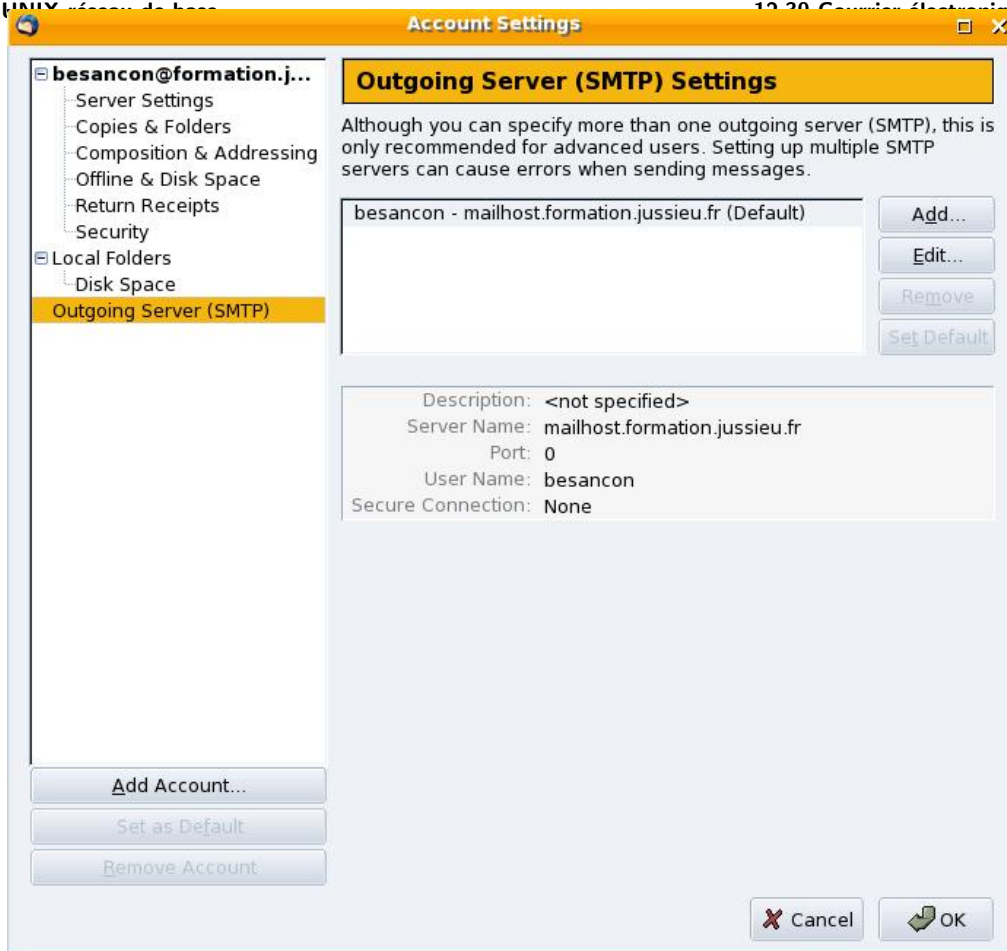 UNIX réseau de base
Account Settings
besancon@formation.j...
Server Settings
Copies & Folders
Composition & Addressing
Offline & Disk Space
Return Receipts
Security
Local Folders
Disk Space
Outgoing Server (SMTP)
Add Account...
Set as Default
Remove Account
Outgoing Server (SMTP) Settings
Although you can specify more than one outgoing server (SMTP), this is
only recommended for advanced users. Setting up multiple SMTP
servers can cause errors when sending messages.
besancon - mailhost.formation.jussieu.fr (Default)
Add...
Edit...
Remove
Set Default
Description: <not specified>
Server Name: mailhost.formation.jussieu.fr
Port: 0
User Name: besancon
Secure Connection: None
Cancel
OK